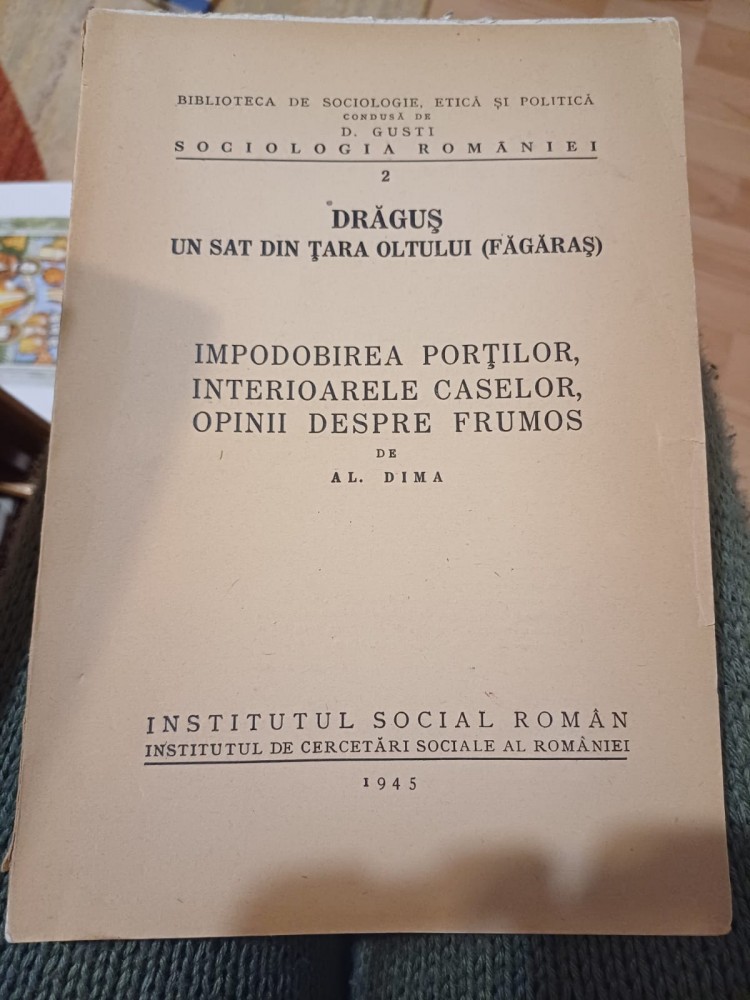 BIBLIOTECA DE SOCIOLOGIE, ETICĂ ȘI POLITICĂ
CONDUSĂ DE
D. GUSTI
SOCIOLOGIA ROMÂNIEI
2
DRĂGUŞ
UN SAT DIN ŢARA OLTULUI (FĂGĂRAŞ)
IMPODOBIREA PORŢILOR,
INTERIOARELE CASELOR,
OPINII DESPRE FRUMOS
DE
AL. DIMA
INSTITUTUL SOCIAL ROMÂN
INSTITUTUL DE CERCETĂRI SOCIALE AL ROMÂNIEI
1945